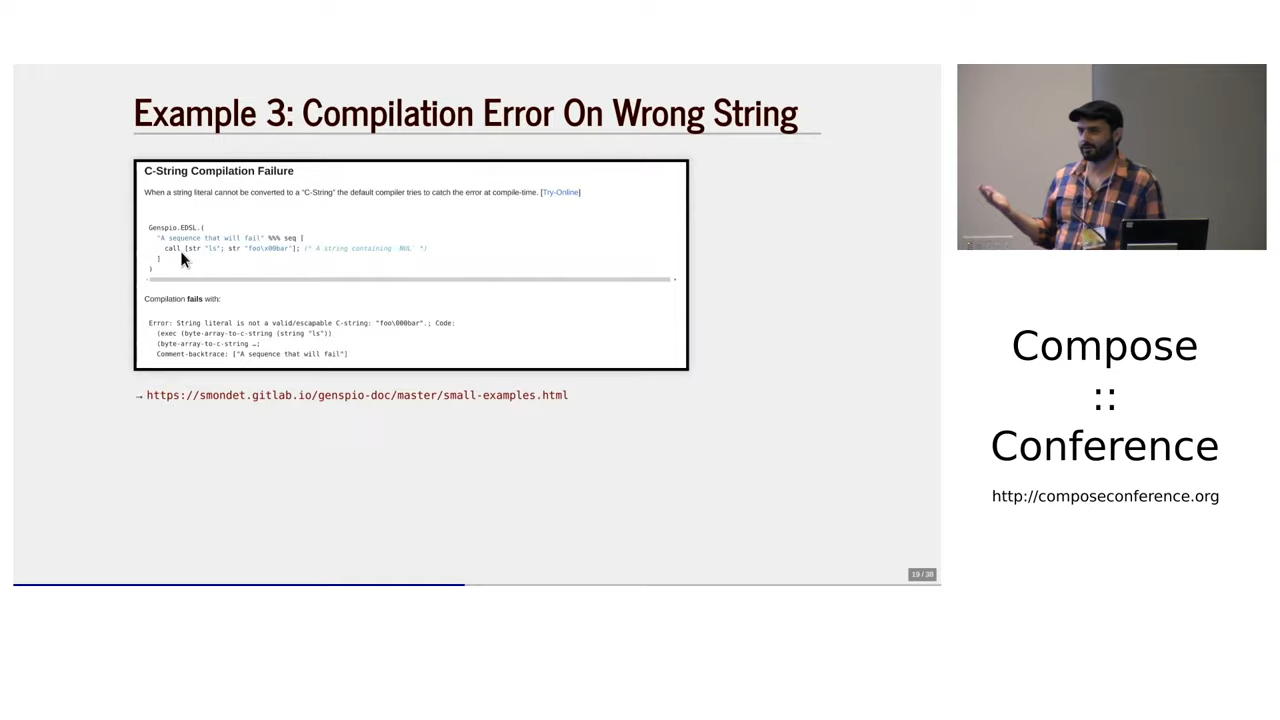 Example 3: Compilation Error On Wrong String
C-String Compilation Failure
When a string literal cannot be converted to a "C-String" the default compiler tries to catch the error at compile-time. [Try-Online]
Genspio.EDSL.(
"A sequence that will fail" %%% seq [
call [str "ls"; str "foo\x00bar"]; (* A string containing `NUL` *)
]
)
Compilation fails with:
Error: String literal is not a valid/escapable C-string: "foo\000bar".; Code:
(exec (byte-array-to-c-string (string "ls"))
(byte-array-to-c-string …;
Comment-backtrace: ["A sequence that will fail"]
→ https://smondet.gitlab.io/genspio-doc/master/small-examples.html
19 / 38
Compose
::
Conference
http://composeconference.org